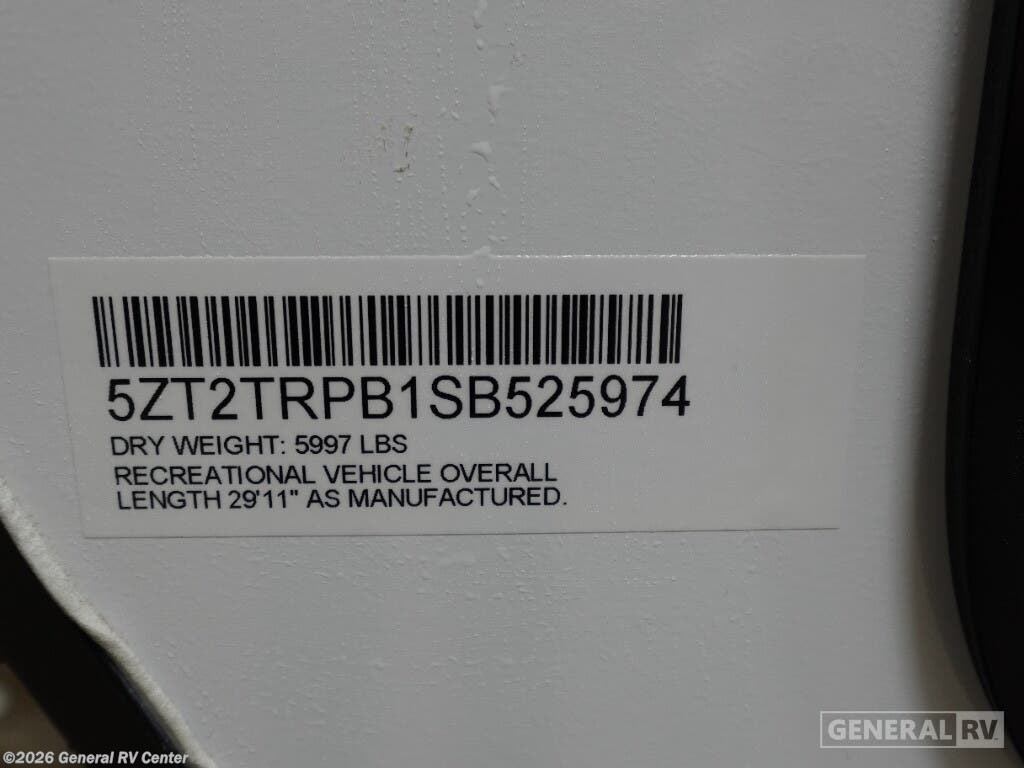 5ZT2TRPB1SB525974
DRY WEIGHT: 5997 LBS
RECREATIONAL VEHICLE OVERALL
LENGTH 29'11" AS MANUFACTURED.
GENERAL RV
©2026 General RV Center